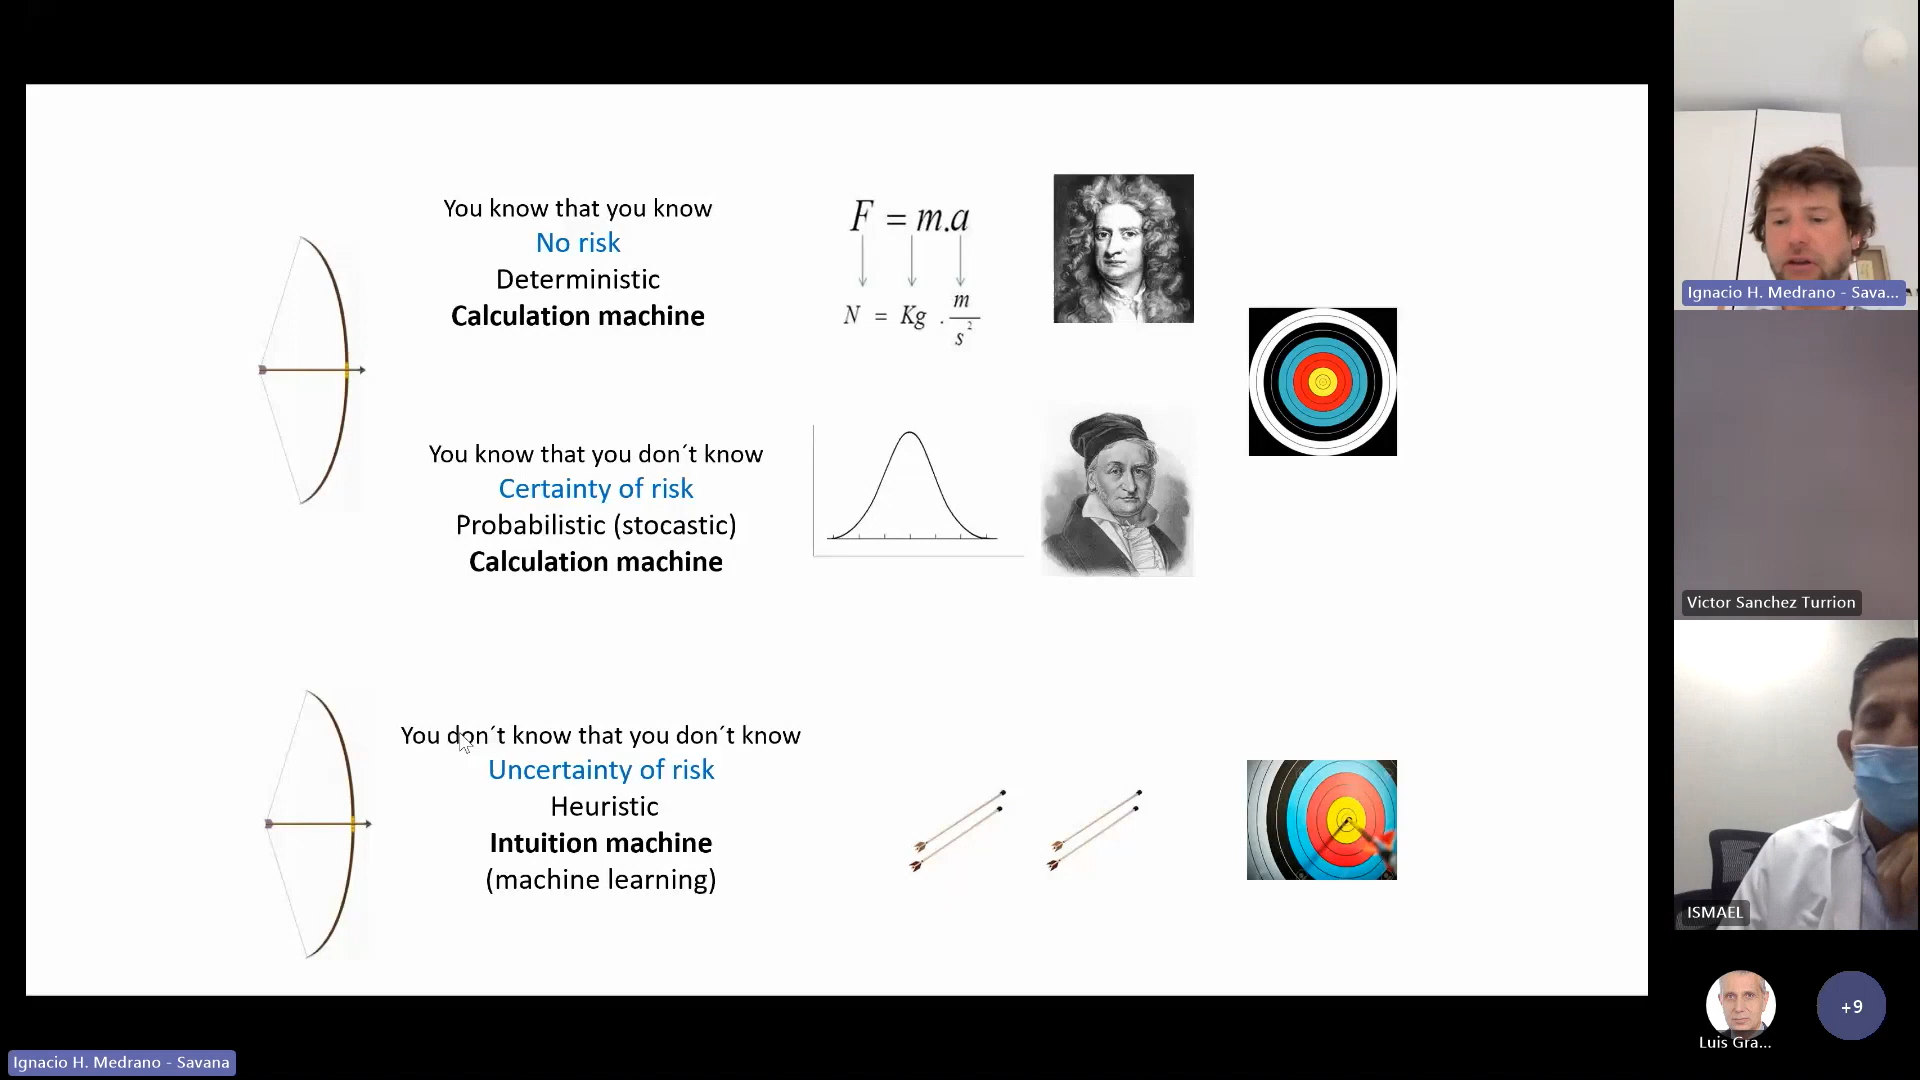 You know that you know
No risk
Deterministic
Calculation machine
F = m.a
N = Kg . m/s²
You know that you don´t know
Certainty of risk
Probabilistic (stocastic)
Calculation machine
You don´t know that you don´t know
Uncertainty of risk
Heuristic
Intuition machine
(machine learning)
Ignacio H. Medrano - Sava...
Victor Sanchez Turrion
ISMAEL
Luis Gra...
+9
Ignacio H. Medrano - Savana